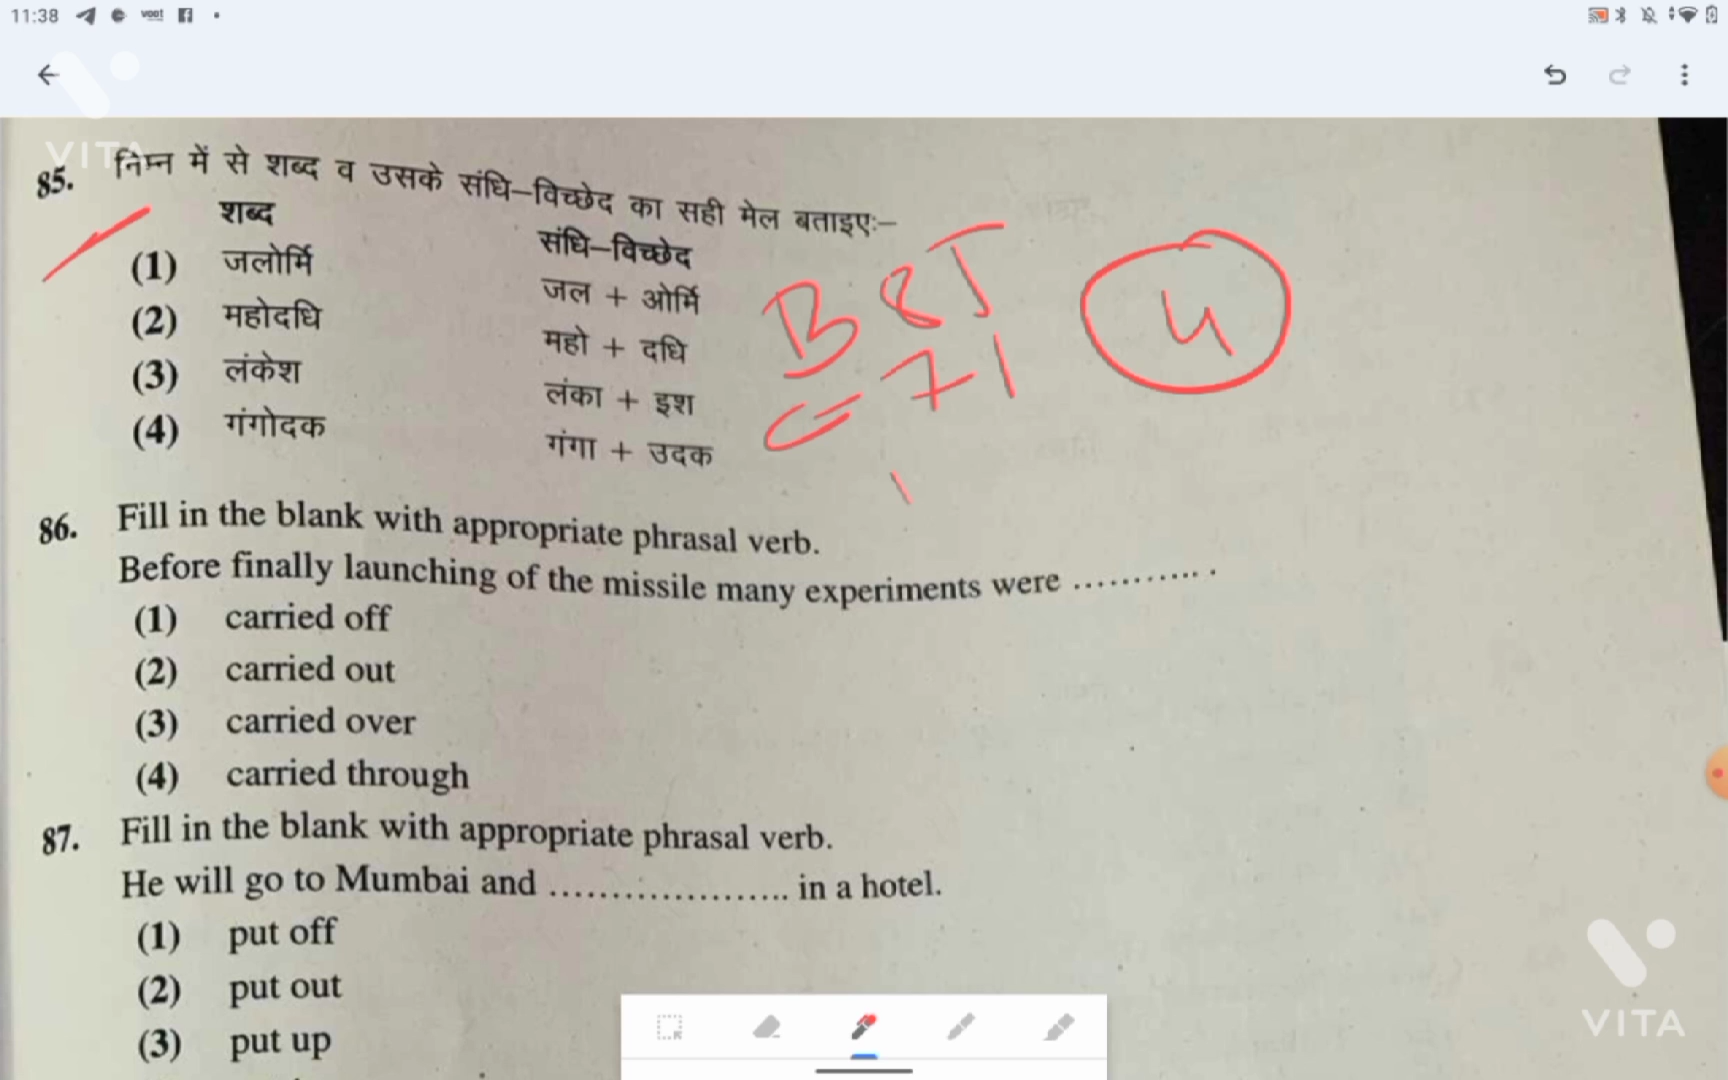 11:38
VITA
85. निम्न में से शब्द व उसके संधि–विच्छेद का सही मेल बताइएः–
शब्द संधि–विच्छेद
(1) जलोर्मि जल + ओर्मि
(2) महोदधि महो + दधि
(3) लंकेश लंका + इश
(4) गंगोदक गंगा + उदक
4
86. Fill in the blank with appropriate phrasal verb.
Before finally launching of the missile many experiments were ............ .
(1) carried off
(2) carried out
(3) carried over
(4) carried through
87. Fill in the blank with appropriate phrasal verb.
He will go to Mumbai and .................... in a hotel.
(1) put off
(2) put out
(3) put up
VITA